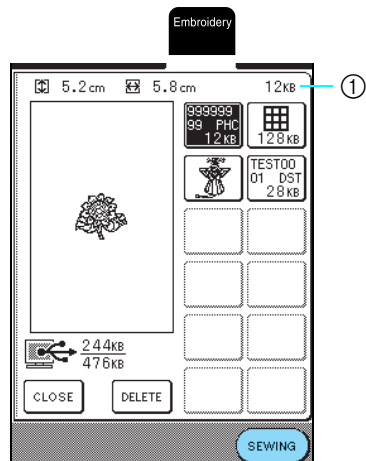 Embroidery
5.2cm 5.8cm 12KB ①
999999
99 PHC
12KB
128KB
TEST00
01 DST
28KB
244KB
476KB
CLOSE DELETE
SEWING